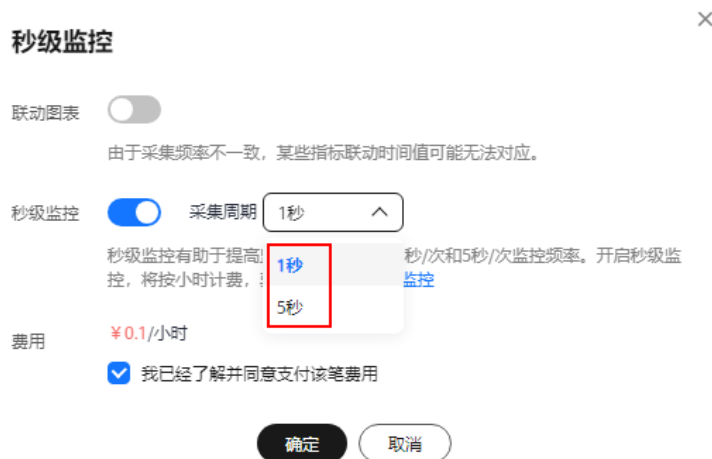 秒级监控
联动图表
由于采集频率不一致，某些指标联动时间值可能无法对应。
秒级监控 采集周期 1秒
秒级监控有助于提高 秒/次和5秒/次监控频率。开启秒级监
控，将按小时计费， 监控
1秒
5秒
费用 ￥0.1/小时
我已经了解并同意支付该笔费用
确定 取消